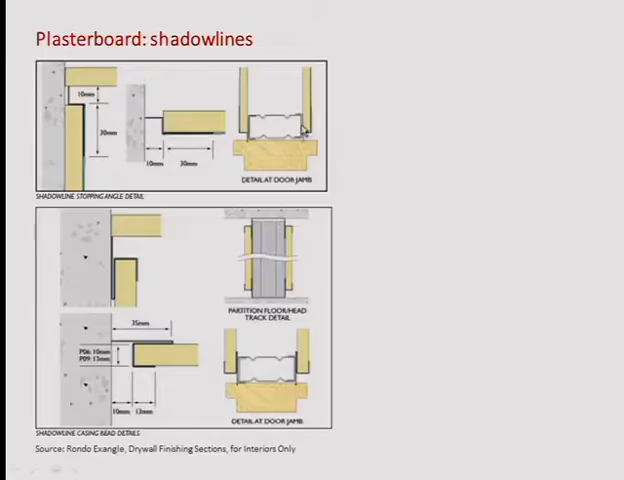 Plasterboard: shadowlines
10mm
30mm
10mm
30mm
DETAIL AT DOOR JAMB
SHADOWLINE STOPPING ANGLE DETAIL
PARTITION FLOOR/HEAD
TRACK DETAIL
35mm
P06: 10mm
P09: 13mm
10mm
13mm
DETAIL AT DOOR JAMB
SHADOWLINE CASING BEAD DETAILS
Source: Rondo Exangle, Drywall Finishing Sections, for Interiors Only